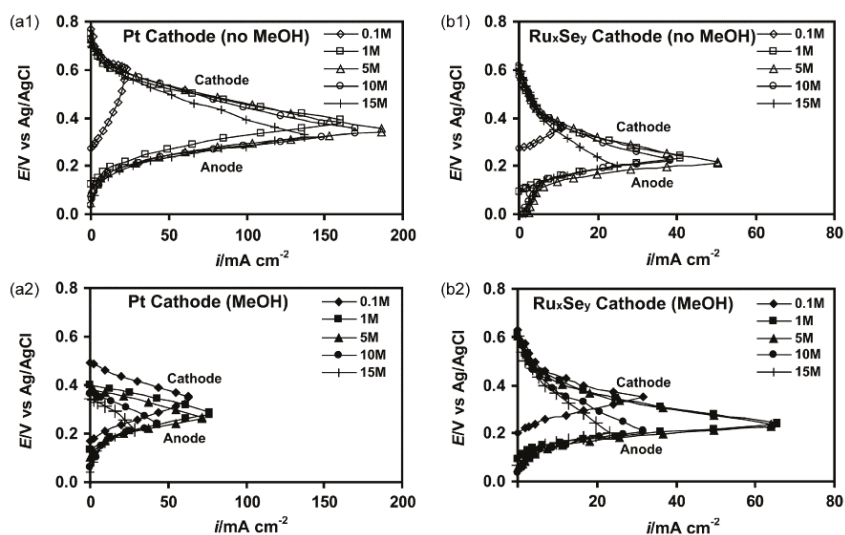 (a1)
Pt Cathode (no MeOH)
0.1M
1M
5M
10M
15M
Cathode
Anode
E/V vs Ag/AgCl
0.8
0.6
0.4
0.2
0.0
0 50 100 150 200
i/mA cm-2
(b1)
RuxSey Cathode (no MeOH)
0.1M
1M
5M
10M
15M
Cathode
Anode
E/V vs Ag/AgCl
0.8
0.6
0.4
0.2
0.0
0 20 40 60 80
i/mA cm-2
(a2)
Pt Cathode (MeOH)
0.1M
1M
5M
10M
15M
Cathode
Anode
E/V vs Ag/AgCl
0.8
0.6
0.4
0.2
0.0
0 50 100 150 200
i/mA cm-2
(b2)
RuxSey Cathode (MeOH)
0.1M
1M
5M
10M
15M
Cathode
Anode
E/V vs Ag/AgCl
0.8
0.6
0.4
0.2
0.0
20 40 60 80
i/mA cm-2